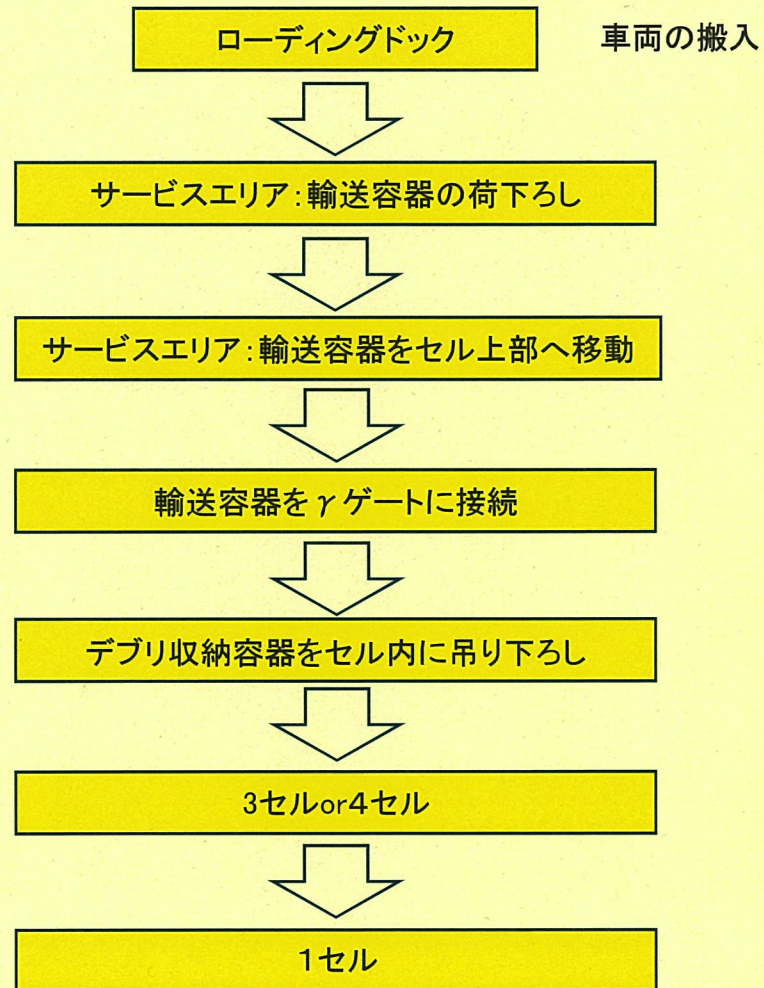 ローディングドック 車両の搬入
サービスエリア:輸送容器の荷下ろし
サービスエリア:輸送容器をセル上部へ移動
輸送容器をγゲートに接続
デブリ収納容器をセル内に吊り下ろし
3セルor4セル
1セル